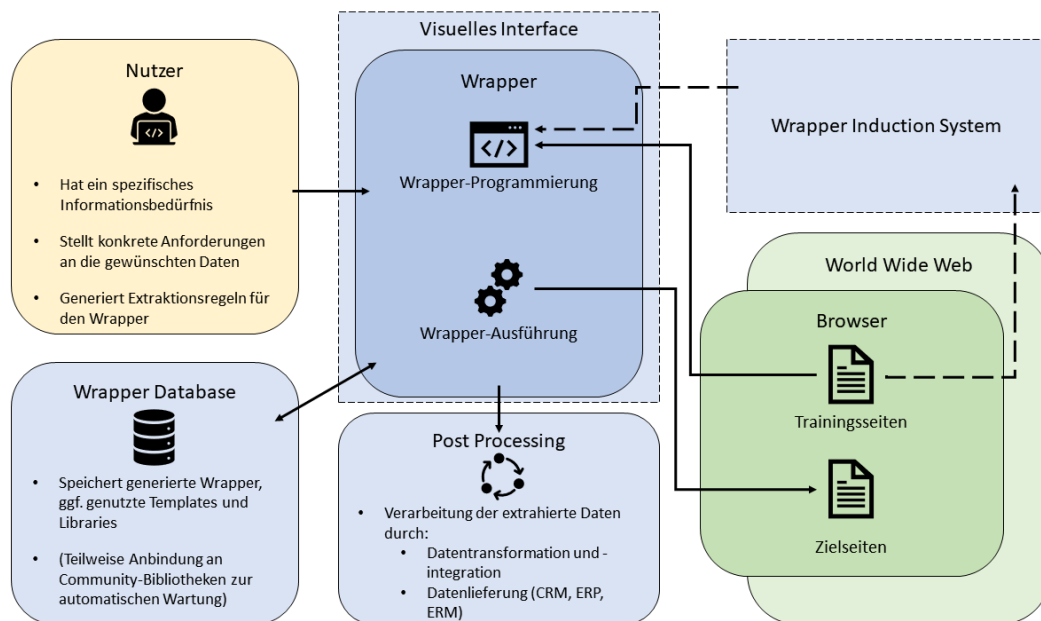 Nutzer
</>
• Hat ein spezifisches
Informationsbedürfnis
• Stellt konkrete Anforderungen
an die gewünschten Daten
• Generiert Extraktionsregeln für
den Wrapper
Visuelles Interface
Wrapper
</>
Wrapper-Programmierung
Wrapper-Ausführung
Wrapper Induction System
World Wide Web
Browser
Trainingsseiten
Zielseiten
Wrapper Database
• Speichert generierte Wrapper,
ggf. genutzte Templates und
Libraries
• (Teilweise Anbindung an
Community-Bibliotheken zur
automatischen Wartung)
Post Processing
• Verarbeitung der extrahierte Daten
durch:
• Datentransformation und -
integration
• Datenlieferung (CRM, ERP,
ERM)